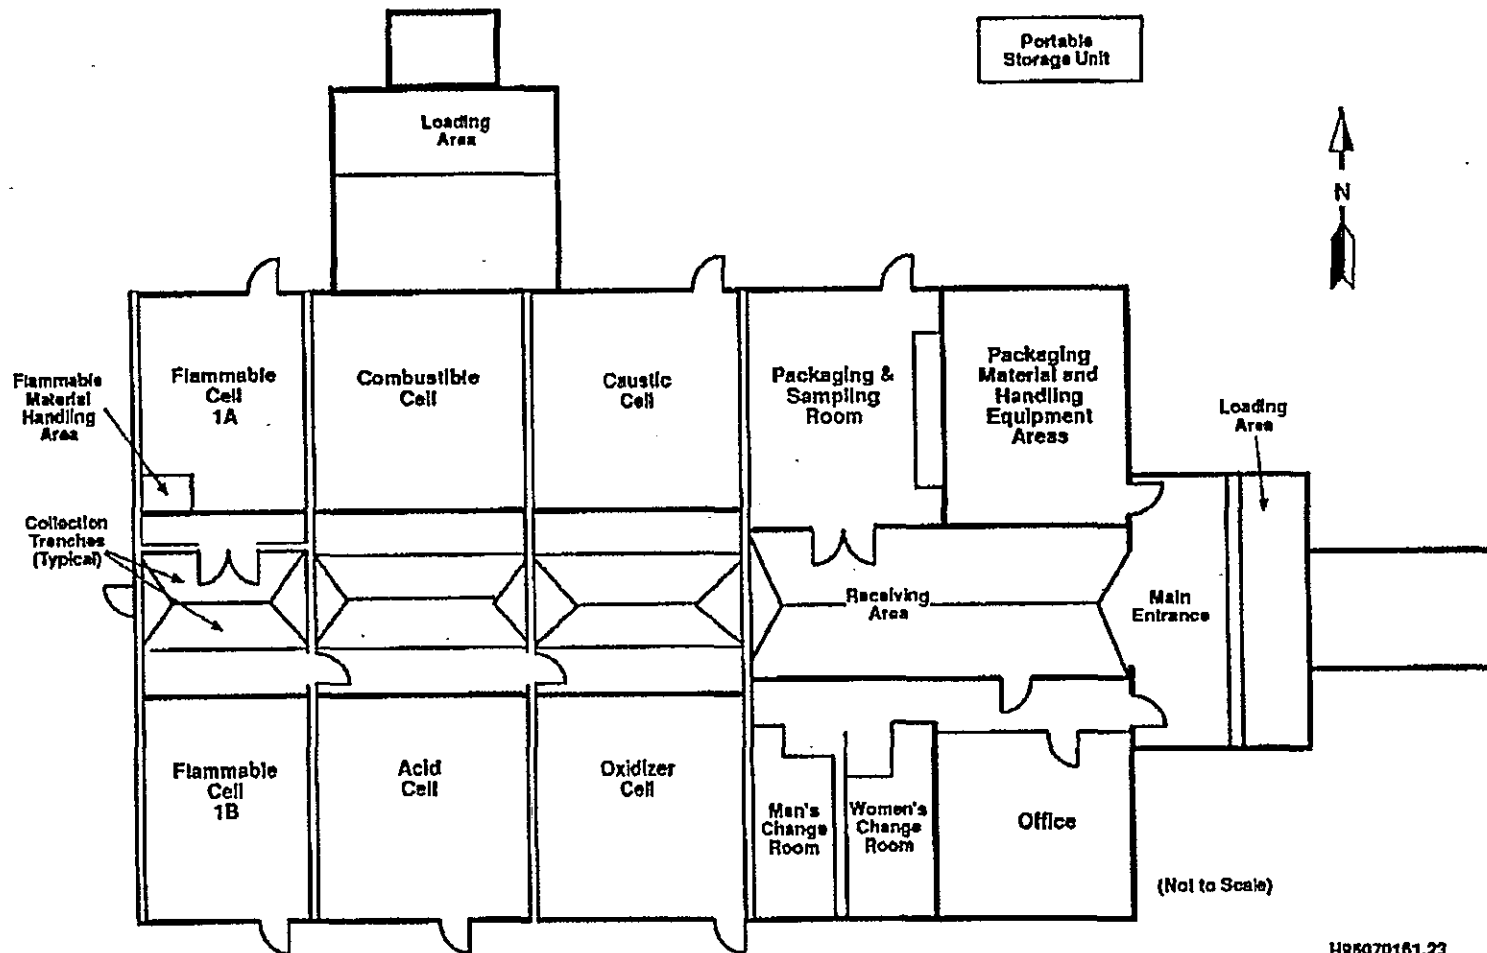 Portable
Storage Unit
Loading
Area
N
Flammable
Material
Handling
Area
Flammable
Cell
1A
Combustible
Cell
Caustic
Cell
Packaging &
Sampling
Room
Packaging
Material and
Handling
Equipment
Areas
Loading
Area
Collection
Trenches
(Typical)
Receiving
Area
Main
Entrance
Flammable
Cell
1B
Acid
Cell
Oxidizer
Cell
Men's
Change
Room
Women's
Change
Room
Office
(Not to Scale)
H95070151.23